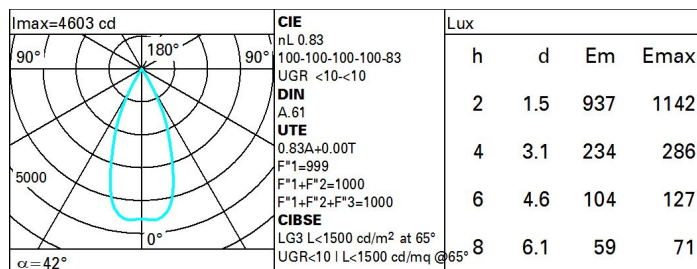 Imax=4603 cd
90°
180°
90°
5000
0°
α=42°
CIE
nL 0.83
100-100-100-100-83
UGR <10-<10
DIN
A.61
UTE
0.83A+0.00T
F"1=999
F"1+F"2=1000
F"1+F"2+F"3=1000
CIBSE
LG3 L<1500 cd/m² at 65°
UGR<10 | L<1500 cd/mq @65°
Lux
h d Em Emax
2 1.5 937 1142
4 3.1 234 286
6 4.6 104 127
8 6.1 59 71